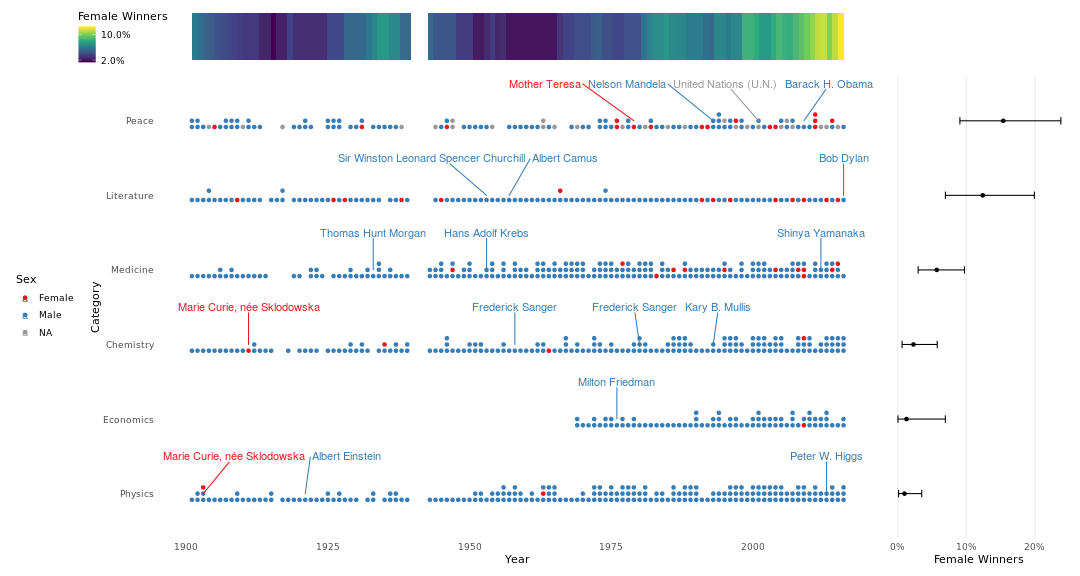 Female Winners
10.0%
2.0%
Mother Teresa Nelson Mandela United Nations (U.N.) Barack H. Obama
Peace
Sir Winston Leonard Spencer Churchill Albert Camus Bob Dylan
Literature
Thomas Hunt Morgan Hans Adolf Krebs Shinya Yamanaka
Medicine
Sex
Female
Male
NA
Category
Marie Curie, née Sklodowska Frederick Sanger Frederick Sanger Kary B. Mullis
Chemistry
Milton Friedman
Economics
Marie Curie, née Sklodowska Albert Einstein Peter W. Higgs
Physics
1900 1925 1950 1975 2000 0% 10% 20%
Year Female Winners